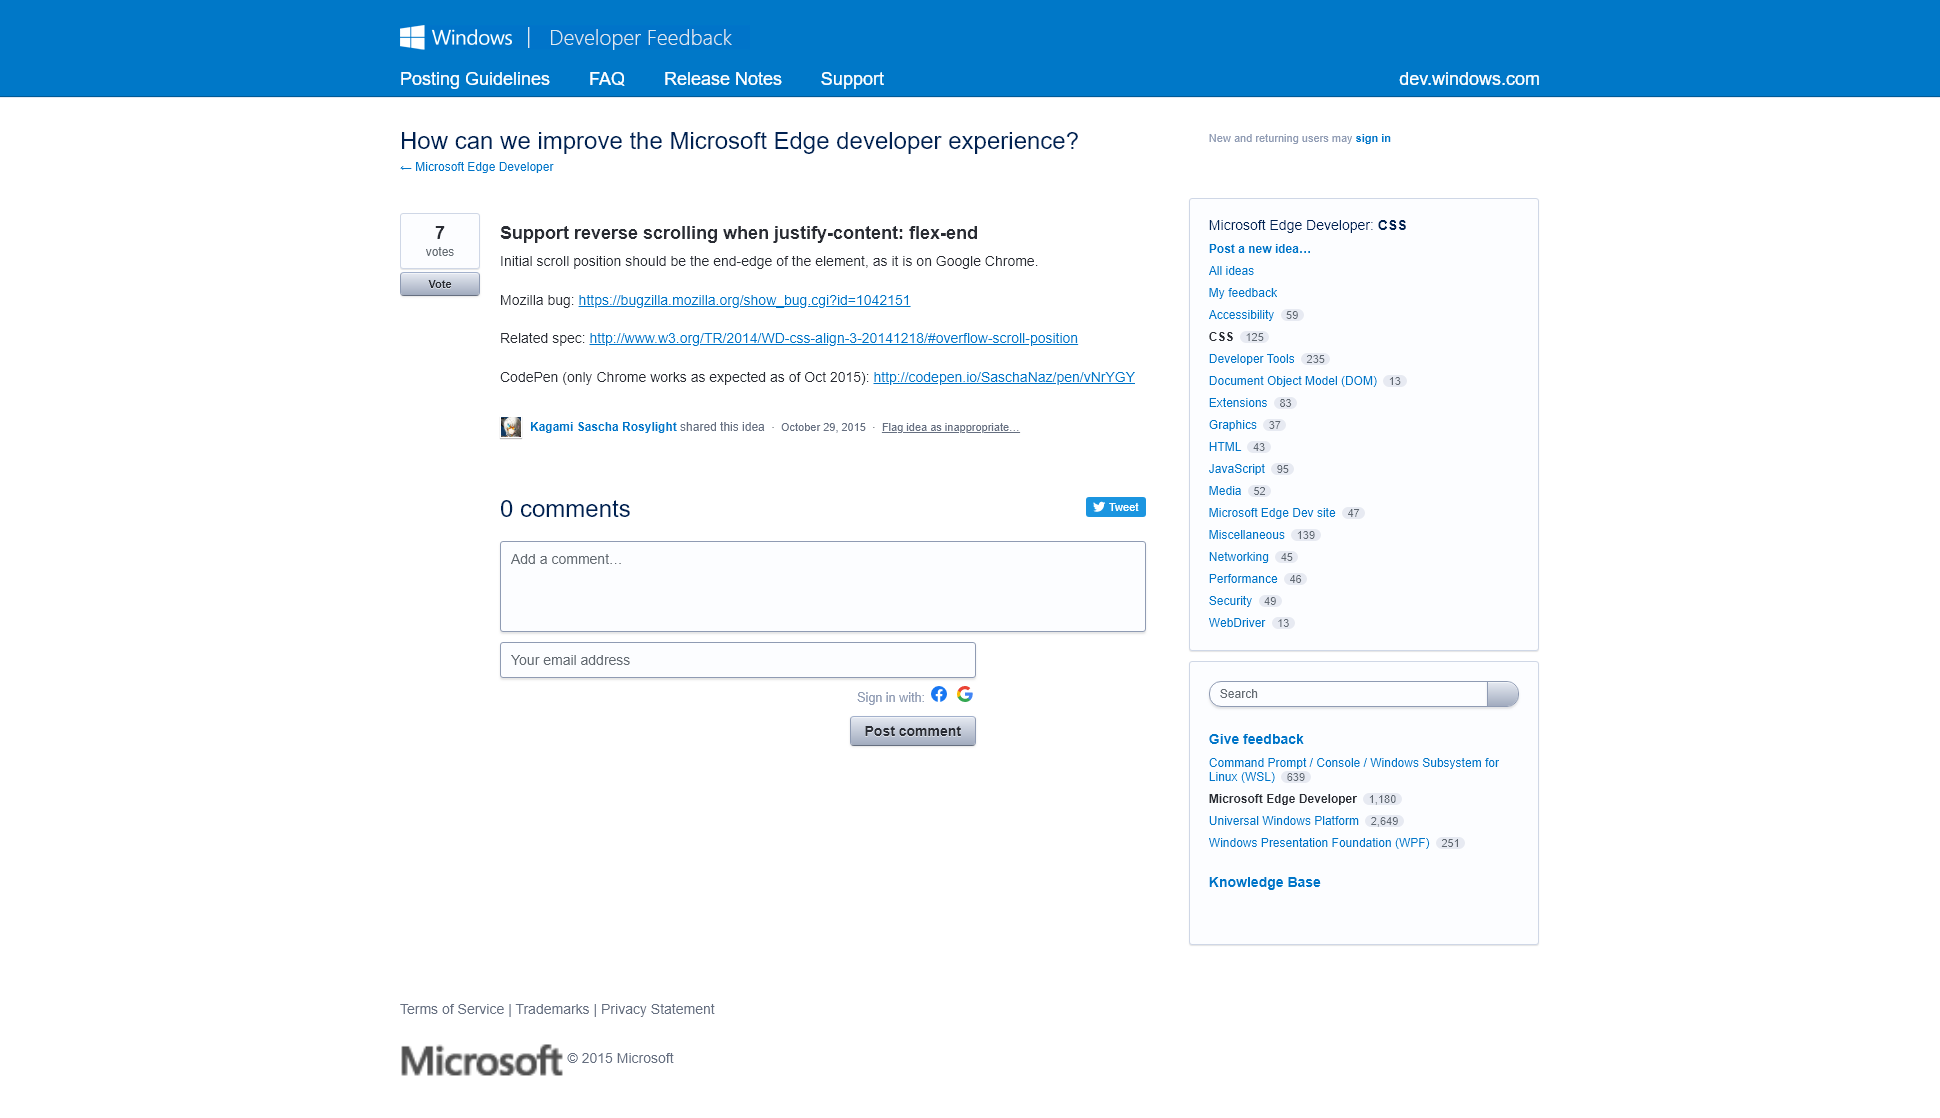 Windows | Developer Feedback
Posting Guidelines FAQ Release Notes Support dev.windows.com
How can we improve the Microsoft Edge developer experience?
← Microsoft Edge Developer
New and returning users may sign in
7
votes
Vote
Support reverse scrolling when justify-content: flex-end
Initial scroll position should be the end-edge of the element, as it is on Google Chrome.
Mozilla bug: https://bugzilla.mozilla.org/show_bug.cgi?id=1042151
Related spec: http://www.w3.org/TR/2014/WD-css-align-3-20141218/#overflow-scroll-position
CodePen (only Chrome works as expected as of Oct 2015): http://codepen.io/SaschaNaz/pen/vNrYGY
Kagami Sascha Rosylight shared this idea · October 29, 2015 · Flag idea as inappropriate…
0 comments
Tweet
Add a comment…
Your email address
Sign in with:
Post comment
Microsoft Edge Developer: CSS
Post a new idea…
All ideas
My feedback
Accessibility 59
CSS 125
Developer Tools 235
Document Object Model (DOM) 13
Extensions 83
Graphics 37
HTML 43
JavaScript 95
Media 52
Microsoft Edge Dev site 47
Miscellaneous 139
Networking 45
Performance 46
Security 49
WebDriver 13
Search
Give feedback
Command Prompt / Console / Windows Subsystem for
Linux (WSL) 639
Microsoft Edge Developer 1,180
Universal Windows Platform 2,649
Windows Presentation Foundation (WPF) 251
Knowledge Base
Terms of Service | Trademarks | Privacy Statement
Microsoft © 2015 Microsoft